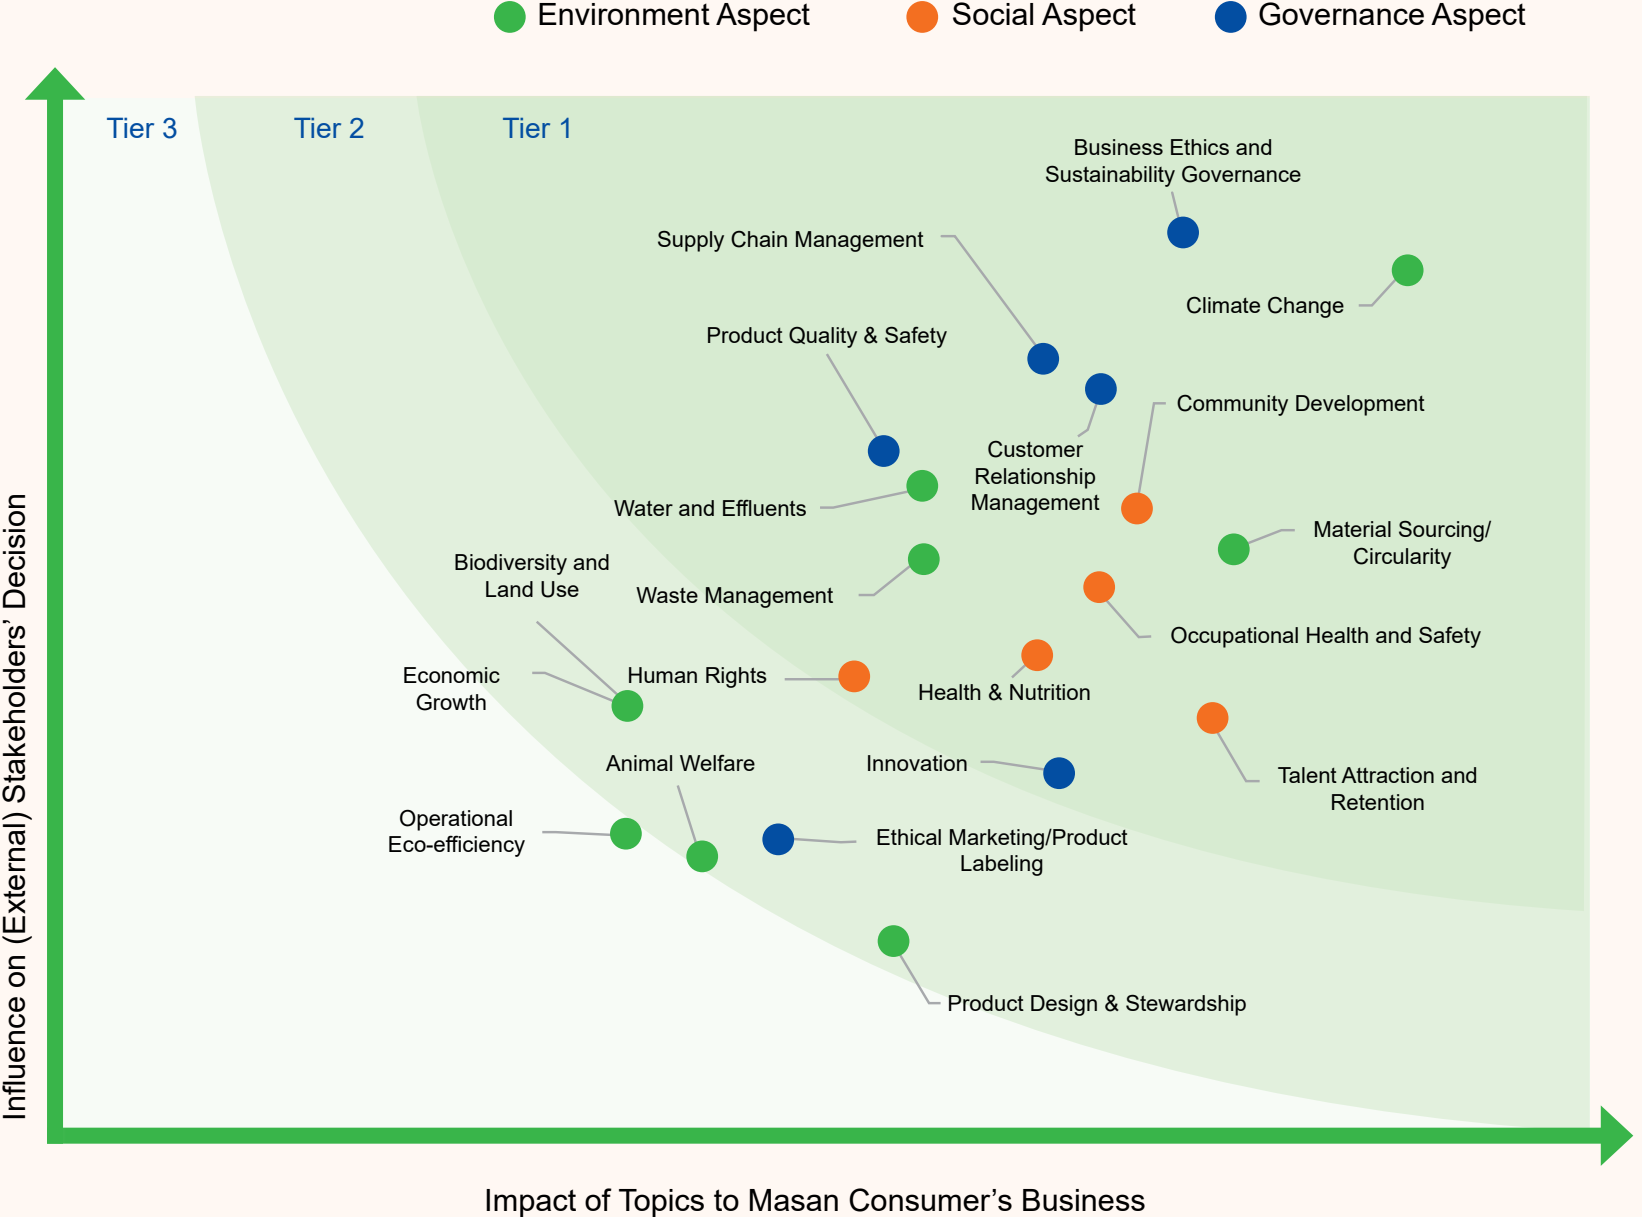 Environment Aspect
Social Aspect
Governance Aspect
Tier 3
Tier 2
Tier 1
Business Ethics and
Sustainability Governance
Supply Chain Management
Climate Change
Product Quality & Safety
Community Development
Customer
Relationship
Management
Water and Effluents
Material Sourcing/
Circularity
Biodiversity and
Land Use
Waste Management
Occupational Health and Safety
Economic
Growth
Human Rights
Health & Nutrition
Animal Welfare
Innovation
Talent Attraction and
Retention
Operational
Eco-efficiency
Ethical Marketing/Product
Labeling
Product Design & Stewardship
Influence on (External) Stakeholders’ Decision
Impact of Topics to Masan Consumer’s Business